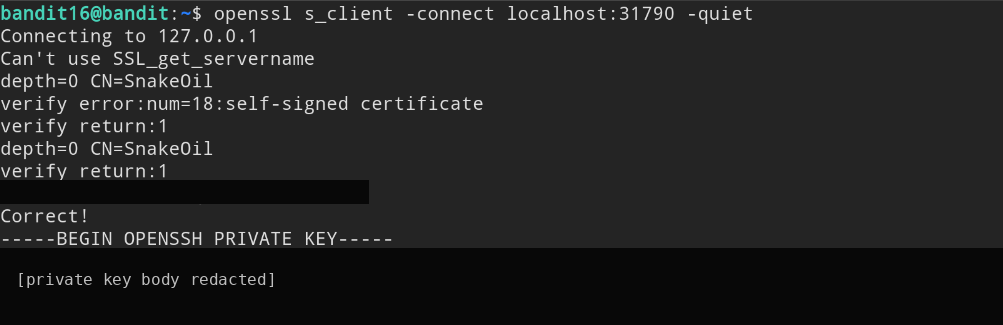 bandit16@bandit:~$ openssl s_client -connect localhost:31790 -quiet
Connecting to 127.0.0.1
Can't use SSL_get_servername
depth=0 CN=SnakeOil
verify error:num=18:self-signed certificate
verify return:1
depth=0 CN=SnakeOil
verify return:1
Correct!
-----BEGIN OPENSSH PRIVATE KEY-----
[private key body redacted]